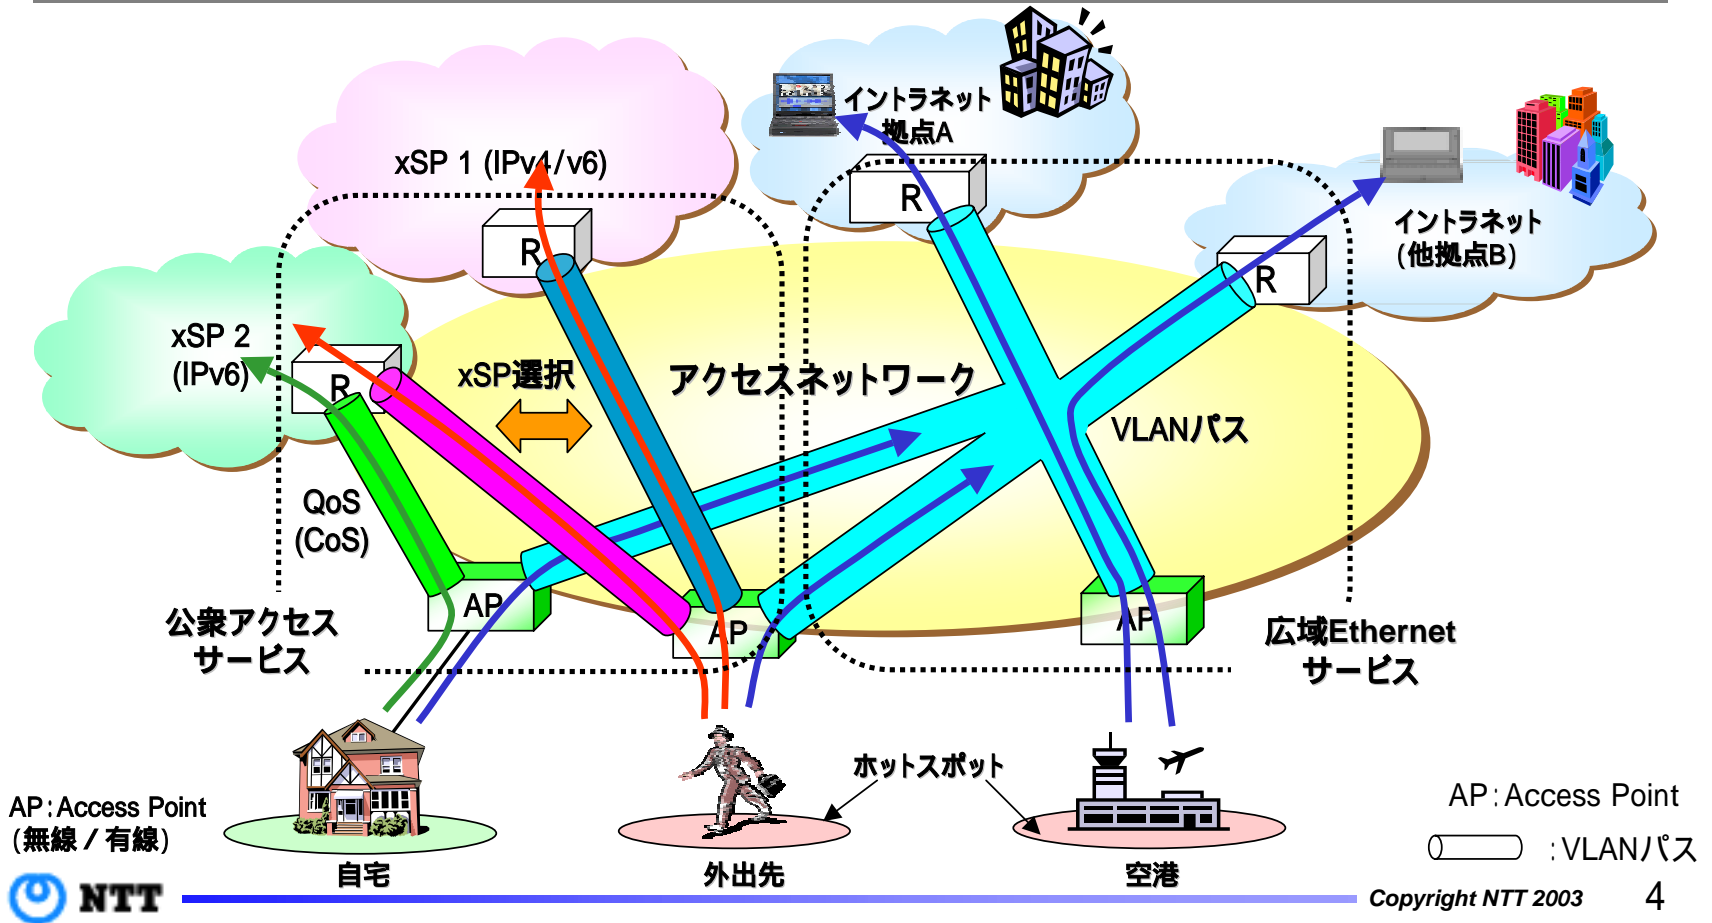 イントラネット
拠点A
xSP 1 (IPv4/v6)
R
R
イントラネット
(他拠点B)
R
xSP 2
(IPv6)
R
xSP選択
アクセスネットワーク
VLANパス
QoS
(CoS)
AP
AP
AP
公衆アクセス
サービス
広域Ethernet
サービス
ホットスポット
AP:Access Point
(無線/有線)
AP:Access Point
:VLANパス
自宅
外出先
空港
NTT
Copyright NTT 2003
4